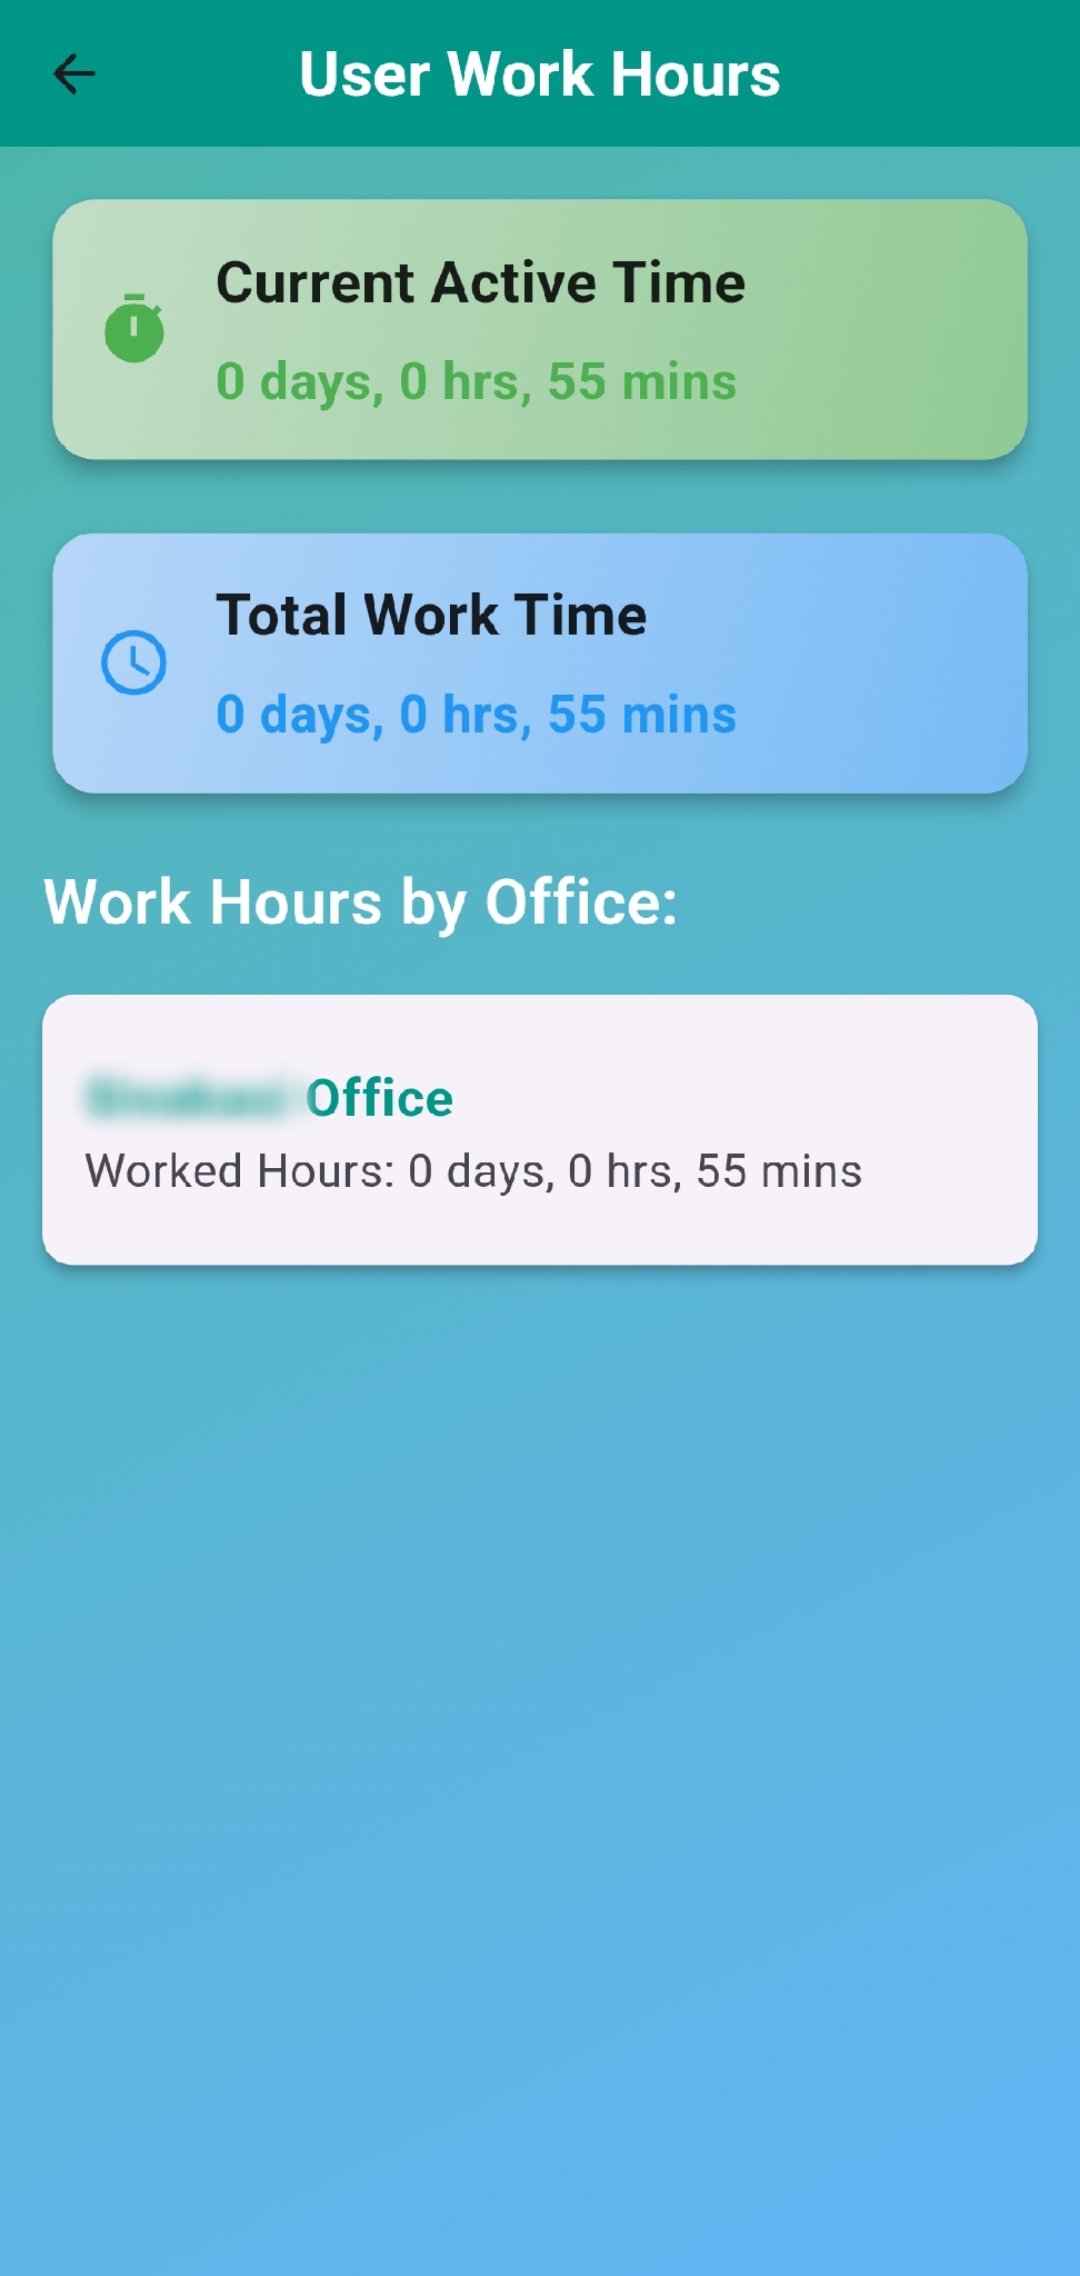 User Work Hours
Current Active Time
0 days, 0 hrs, 55 mins
Total Work Time
0 days, 0 hrs, 55 mins
Work Hours by Office:
Office
Worked Hours: 0 days, 0 hrs, 55 mins